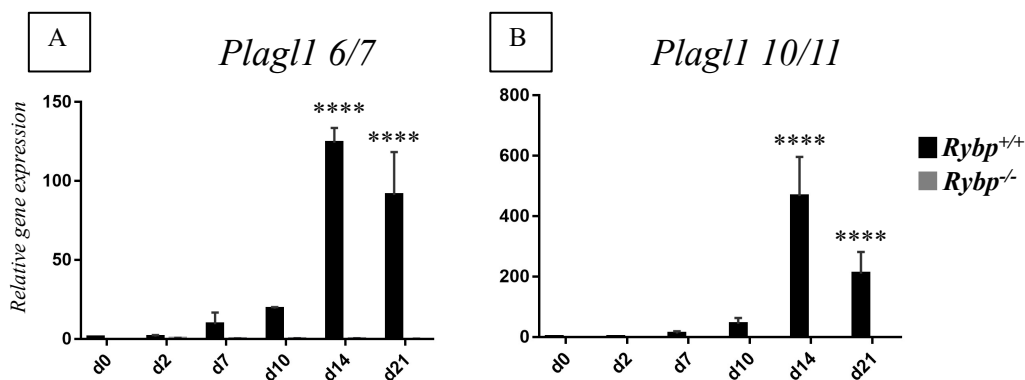 A
Plagl1 6/7
B
Plagl1 10/11
Relative gene expression
150
100
50
0
****
****
d0 d2 d7 d10 d14 d21
800
600
400
200
0
****
****
d0 d2 d7 d10 d14 d21
Rybp+/+
Rybp-/-